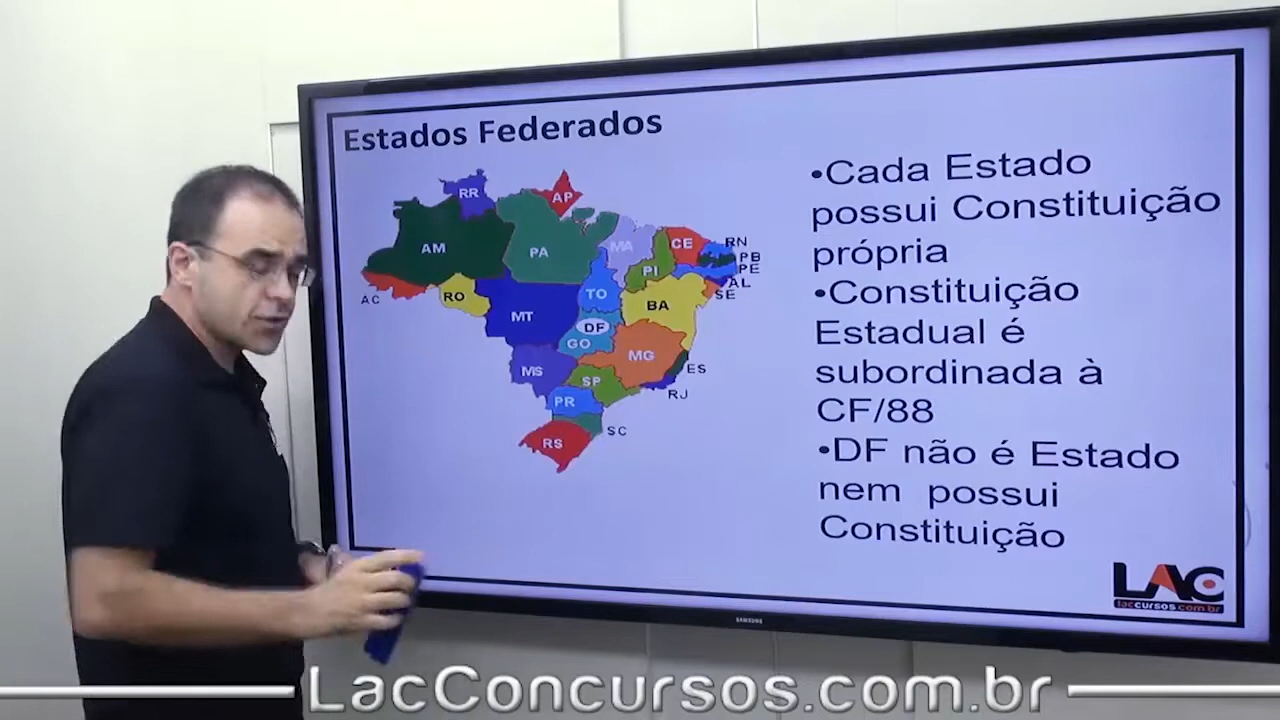 Estados Federados
RR
AP
AM
PA
MA
CE
RN
PB
PE
AL
SE
PI
AC
RO
TO
BA
MT
DF
GO
MG
MS
ES
SP
RJ
PR
SC
RS
•Cada Estado
possui Constituição
própria
•Constituição
Estadual é
subordinada à
CF/88
•DF não é Estado
nem possui
Constituição
LAC
laccursos.com.br
SAMSUNG
LacConcursos.com.br